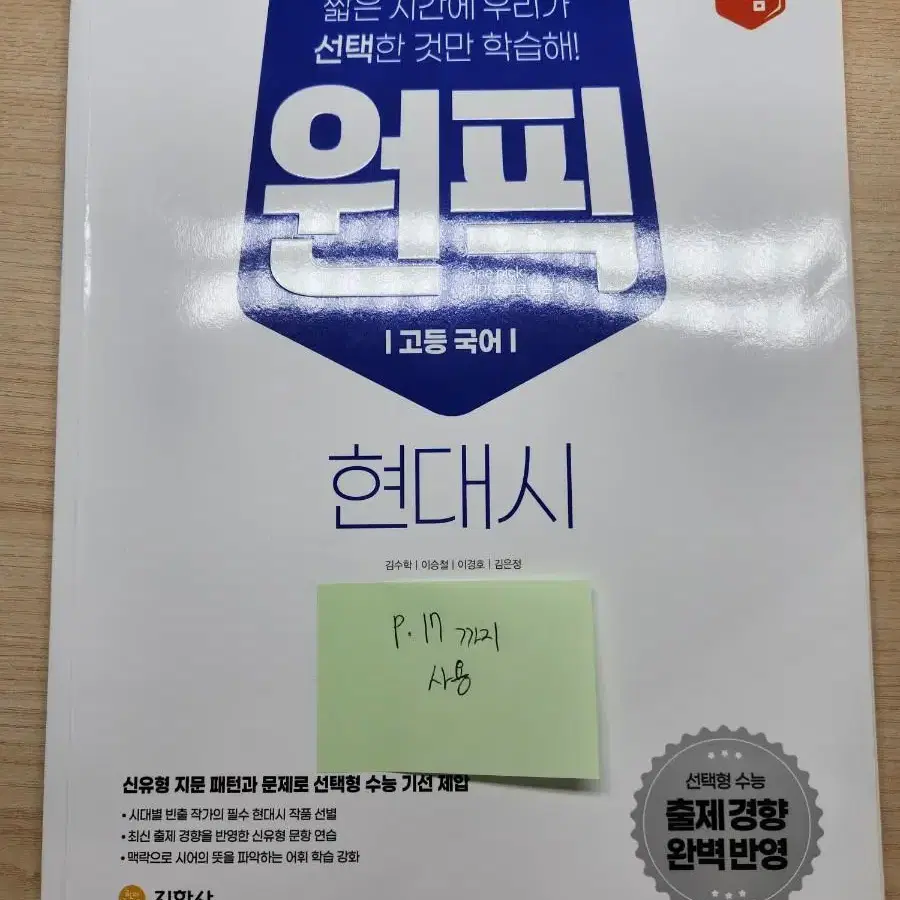 짧은 시간에 우리가
선택한 것만 학습해!
원픽
one pick
고등 국어
현대시
김수학 | 이승철 | 이경호 | 김은정
P. 17 까지
사용
신유형 지문 패턴과 문제로 선택형 수능 기선 제압
• 시대별 빈출 작가의 필수 현대시 작품 선별
• 최신 출제 경향을 반영한 신유형 문항 연습
• 맥락으로 시어의 뜻을 파악하는 어휘 학습 강화
선택형 수능
출제 경향
완벽 반영
지학사